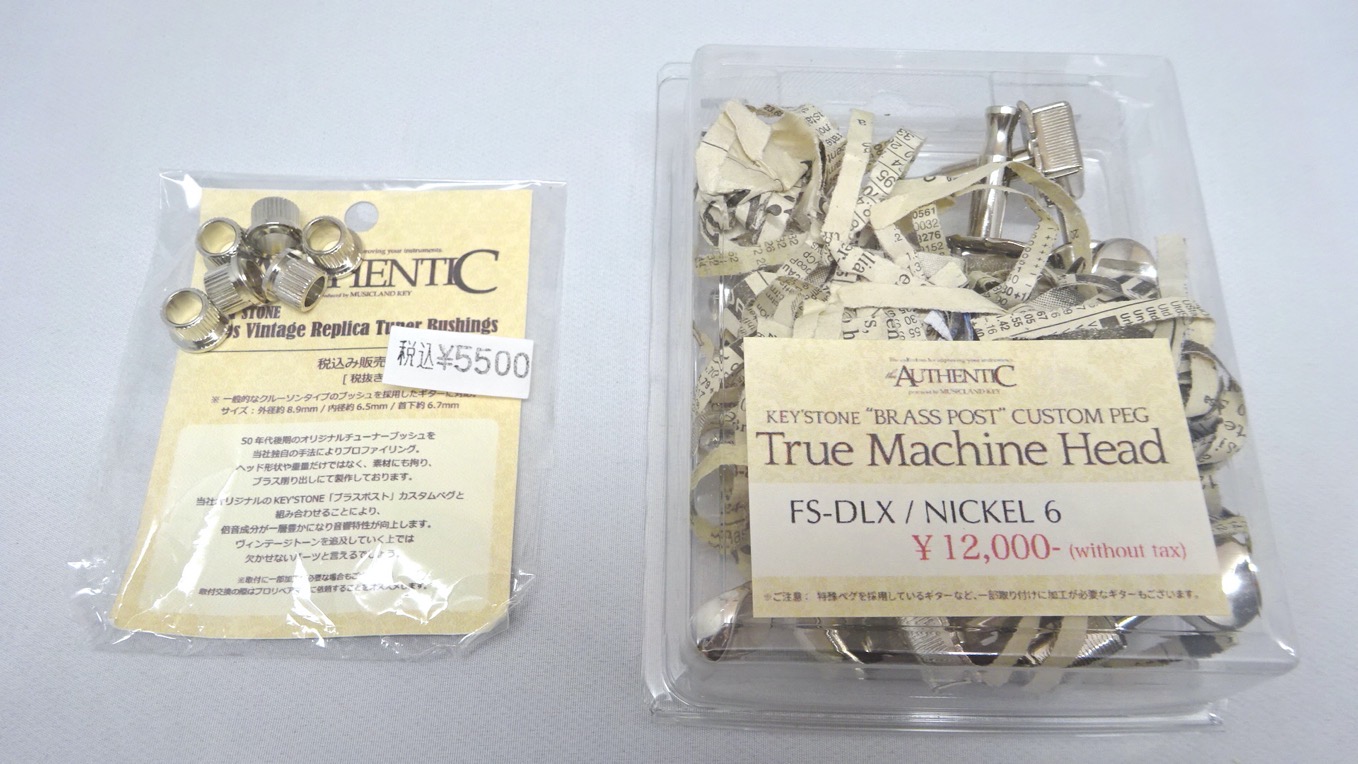 HENTIC
produced by MUSICLAND KEY
STONE
Vintage Replica Tuner Bushings
税込み販売
[ 税抜き
税込¥5500
※ 一般的なクルーソンタイプのブッシュを採用したギターに
サイズ：外径約 8.9mm / 内径約 6.5mm / 首下約 6.7mm
50 年代後期のオリジナルチューナーブッシュを
当社独自の手法によりプロファイリング。
ヘッド形状や重量だけではなく、素材にも拘り、
ブラス削り出しにて製作しております。
当社オリジナルの KEY'STONE「ブラスポスト」カスタムペグと
組み合わせることにより、
倍音成分が一層豊かになり音響特性が向上します。
ヴィンテージトーンを追及していく上では
欠かせないパーツと言えるでしょう。
the AUTHENTIC
produced by MUSICLAND KEY
KEY'STONE "BRASS POST" CUSTOM PEG
True Machine Head
FS-DLX / NICKEL 6
¥ 12,000- (without tax)
※ご注意： 特殊ペグを採用しているギターなど、一部取り付けに加工が必要なギターもございます。